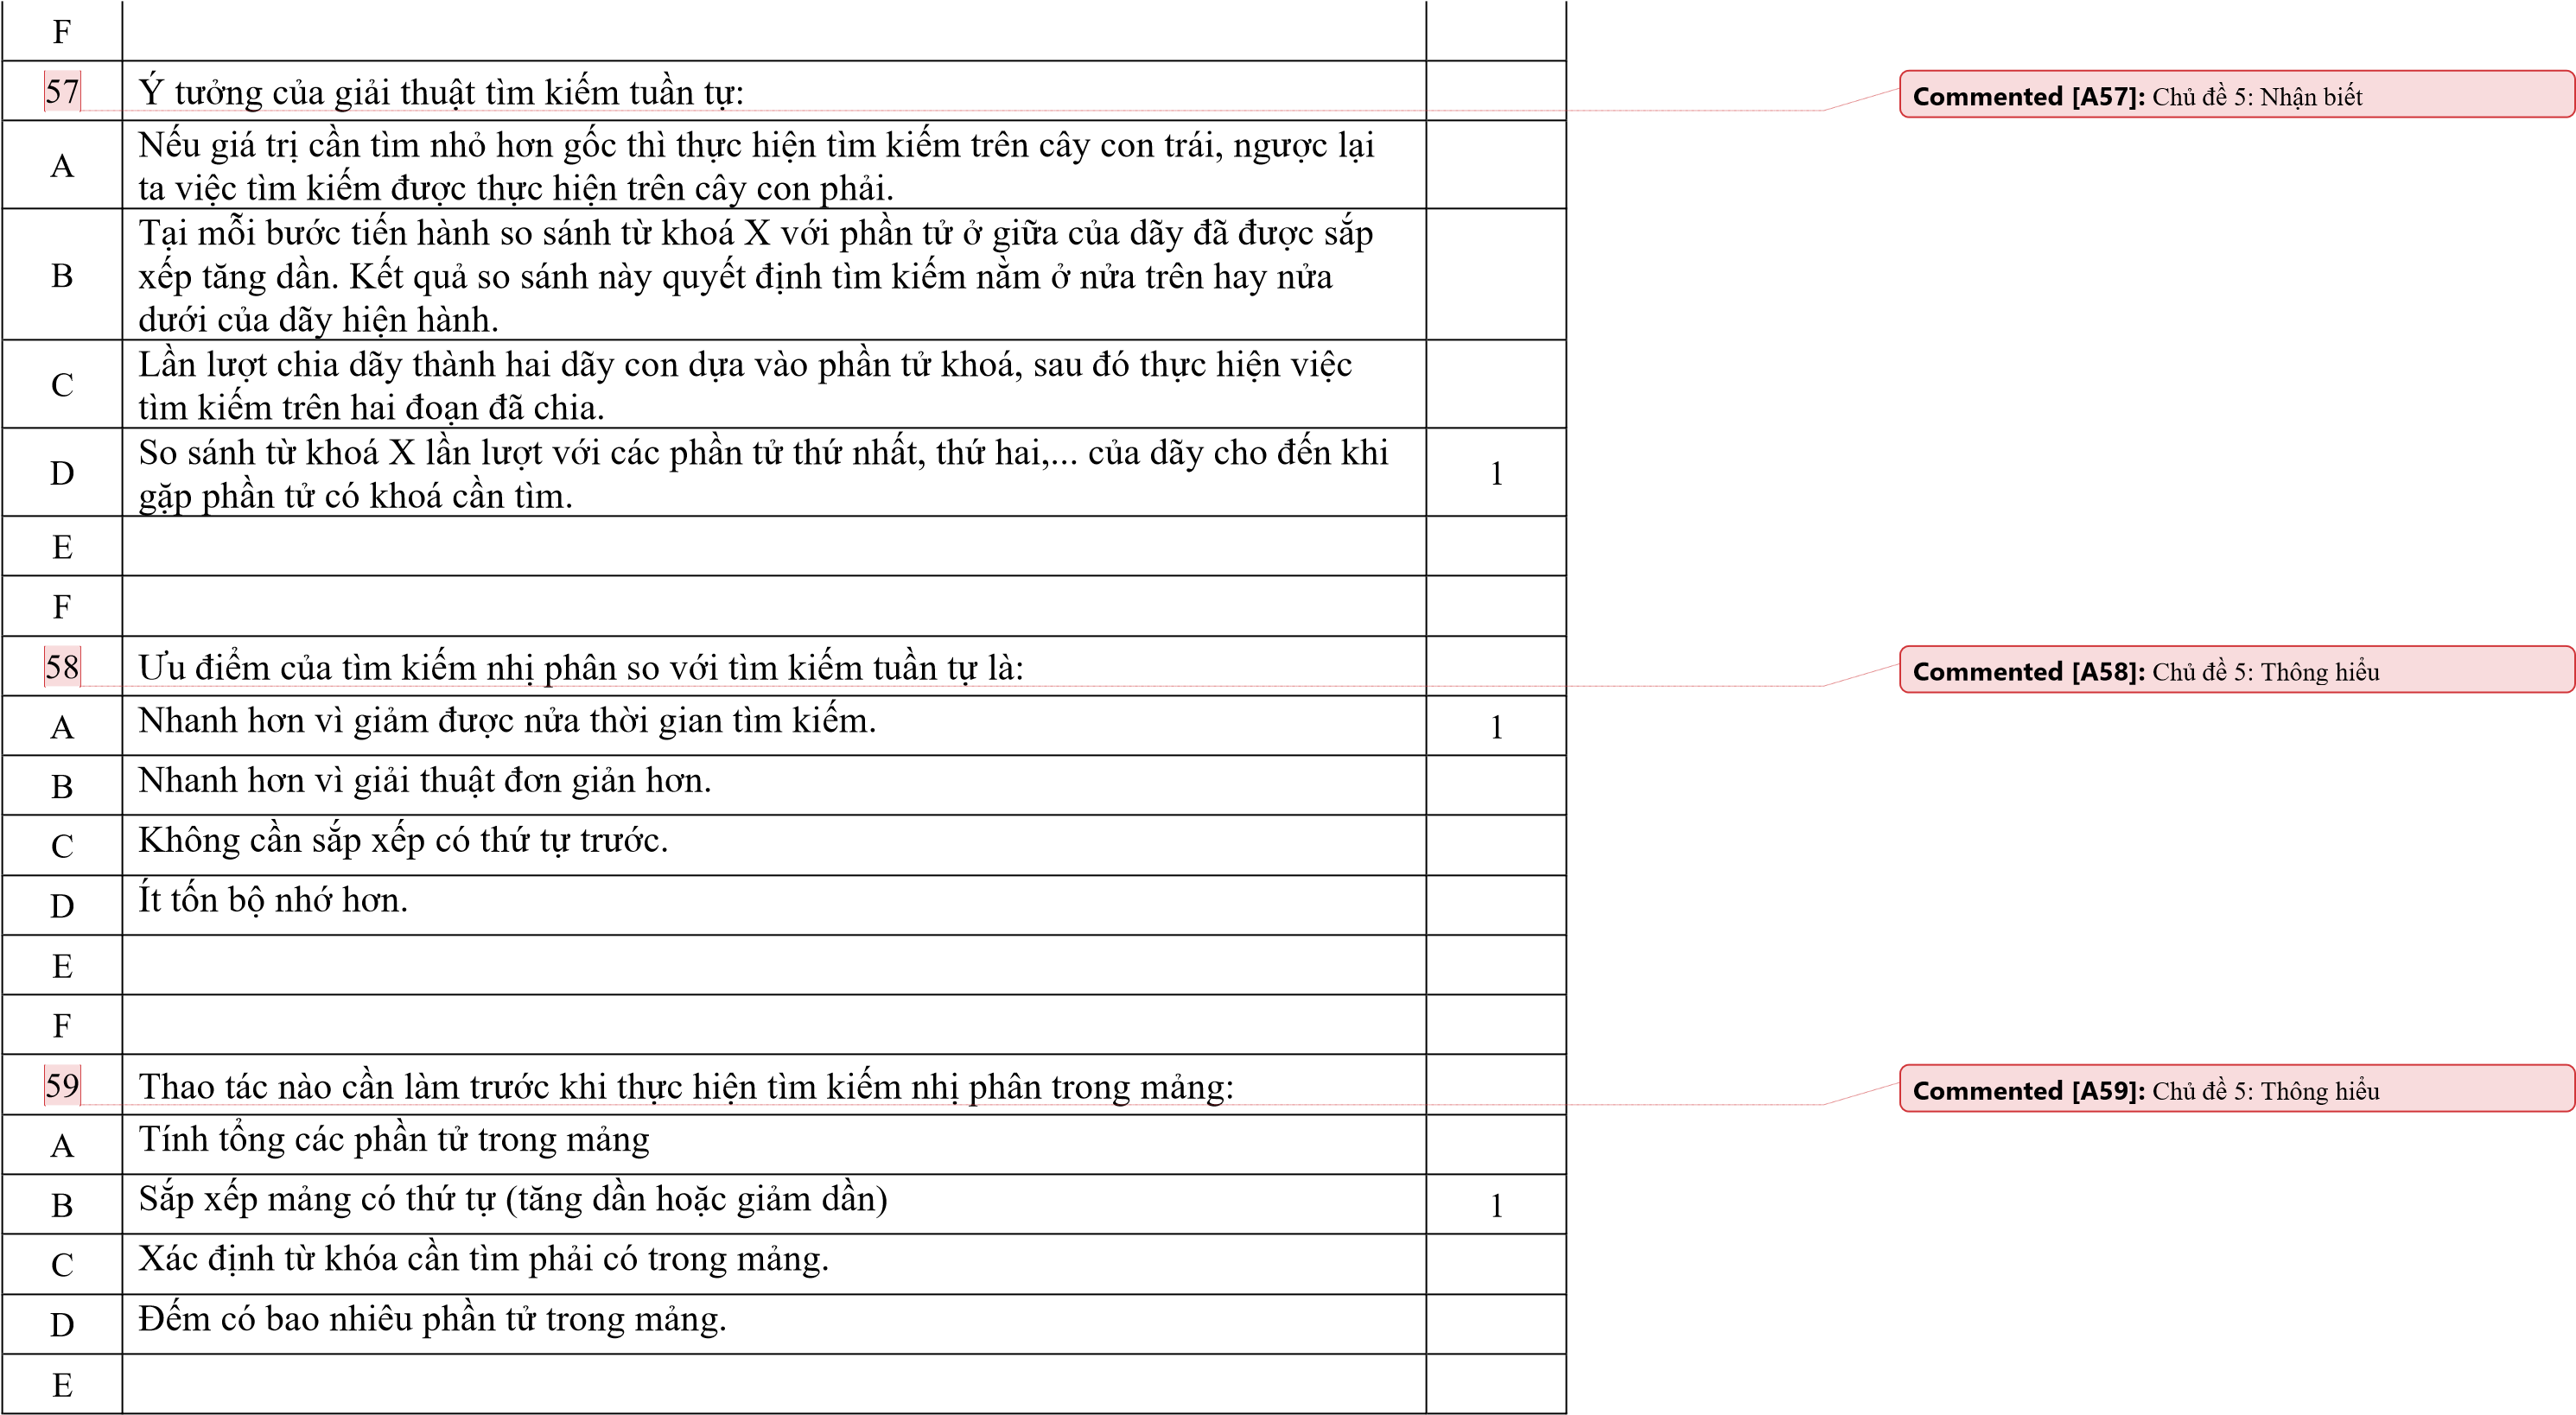 F
57 Ý tưởng của giải thuật tìm kiếm tuần tự:
Commented [A57]: Chủ đề 5: Nhận biết
A Nếu giá trị cần tìm nhỏ hơn gốc thì thực hiện tìm kiếm trên cây con trái, ngược lại
ta việc tìm kiếm được thực hiện trên cây con phải.
B Tại mỗi bước tiến hành so sánh từ khoá X với phần tử ở giữa của dãy đã được sắp
xếp tăng dần. Kết quả so sánh này quyết định tìm kiếm nằm ở nửa trên hay nửa
dưới của dãy hiện hành.
C Lần lượt chia dãy thành hai dãy con dựa vào phần tử khoá, sau đó thực hiện việc
tìm kiếm trên hai đoạn đã chia.
D So sánh từ khoá X lần lượt với các phần tử thứ nhất, thứ hai,... của dãy cho đến khi
gặp phần tử có khoá cần tìm. 1
E
F
58 Ưu điểm của tìm kiếm nhị phân so với tìm kiếm tuần tự là:
Commented [A58]: Chủ đề 5: Thông hiểu
A Nhanh hơn vì giảm được nửa thời gian tìm kiếm. 1
B Nhanh hơn vì giải thuật đơn giản hơn.
C Không cần sắp xếp có thứ tự trước.
D Ít tốn bộ nhớ hơn.
E
F
59 Thao tác nào cần làm trước khi thực hiện tìm kiếm nhị phân trong mảng:
Commented [A59]: Chủ đề 5: Thông hiểu
A Tính tổng các phần tử trong mảng
B Sắp xếp mảng có thứ tự (tăng dần hoặc giảm dần) 1
C Xác định từ khóa cần tìm phải có trong mảng.
D Đếm có bao nhiêu phần tử trong mảng.
E